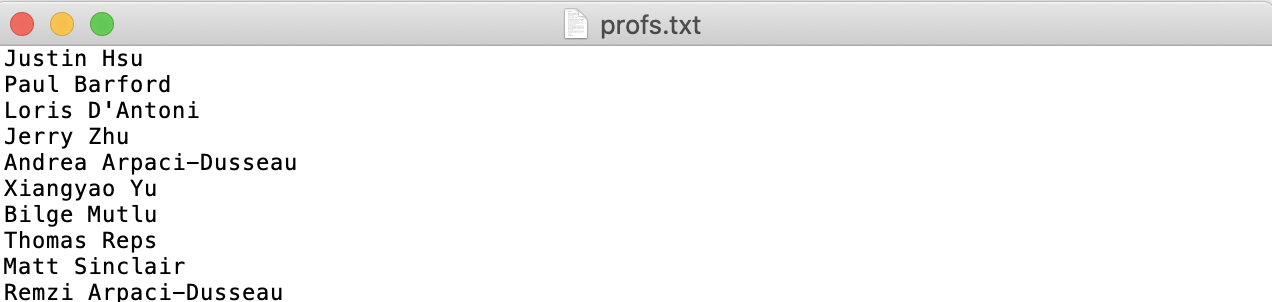 profs.txt
Justin Hsu
Paul Barford
Loris D'Antoni
Jerry Zhu
Andrea Arpaci-Dusseau
Xiangyao Yu
Bilge Mutlu
Thomas Reps
Matt Sinclair
Remzi Arpaci-Dusseau